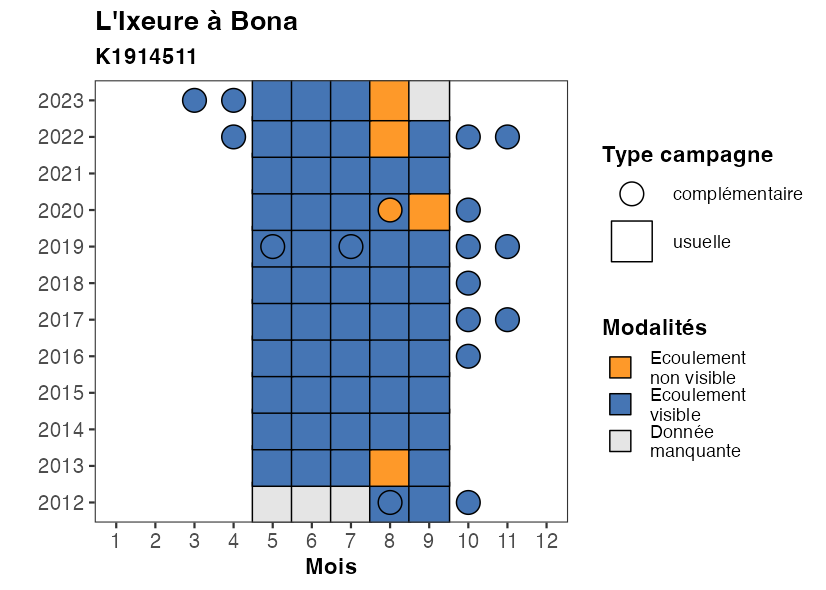 L'Ixeure à Bona
K1914511
2023
2022
2021
2020
2019
2018
2017
2016
2015
2014
2013
2012
1 2 3 4 5 6 7 8 9 10 11 12
Mois
Type campagne
complémentaire
usuelle
Modalités
Ecoulement
non visible
Ecoulement
visible
Donnée
manquante